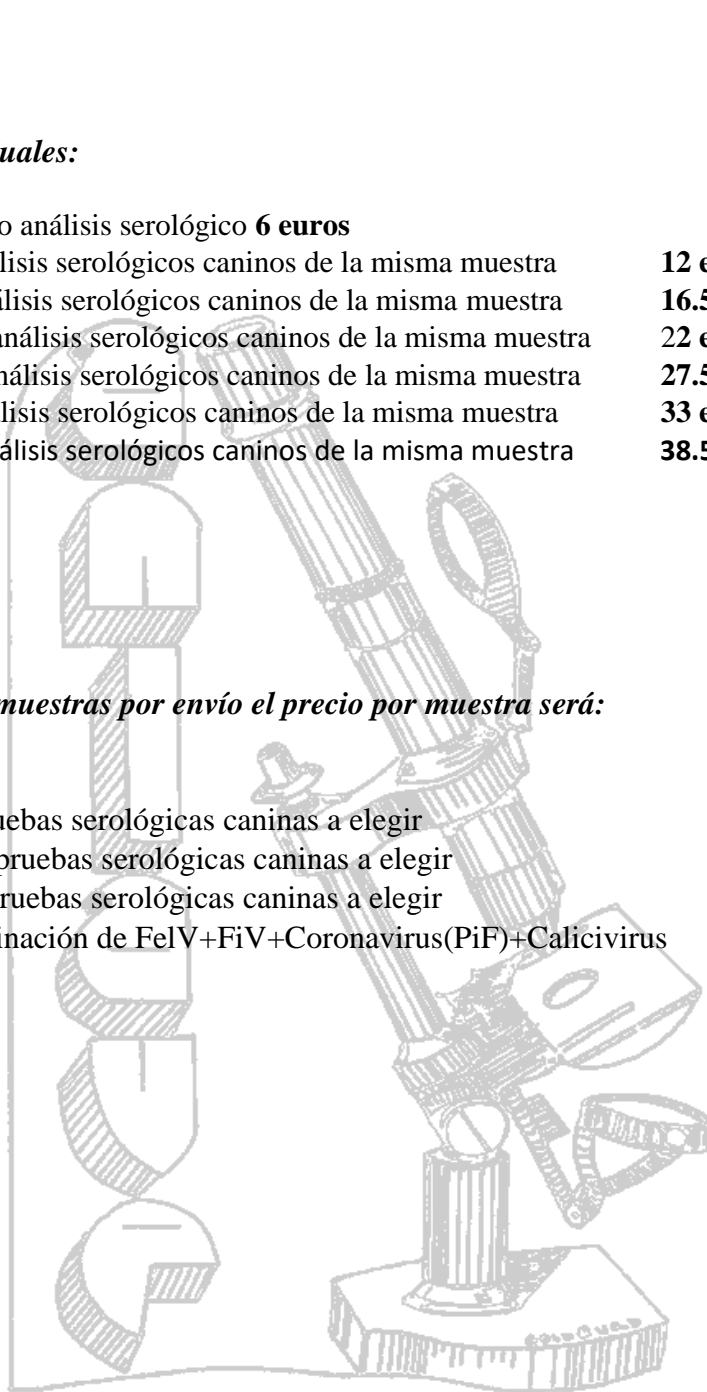 uales:
o análisis serológico 6 euros
lisis serológicos caninos de la misma muestra 12 e
álisis serológicos caninos de la misma muestra 16.5
análisis serológicos caninos de la misma muestra 22 e
nálisis serológicos caninos de la misma muestra 27.5
álisis serológicos caninos de la misma muestra 33 e
álisis serológicos caninos de la misma muestra 38.5
muestras por envío el precio por muestra será:
uebas serológicas caninas a elegir
pruebas serológicas caninas a elegir
ruebas serológicas caninas a elegir
inación de FelV+FiV+Coronavirus(PiF)+Calicivirus